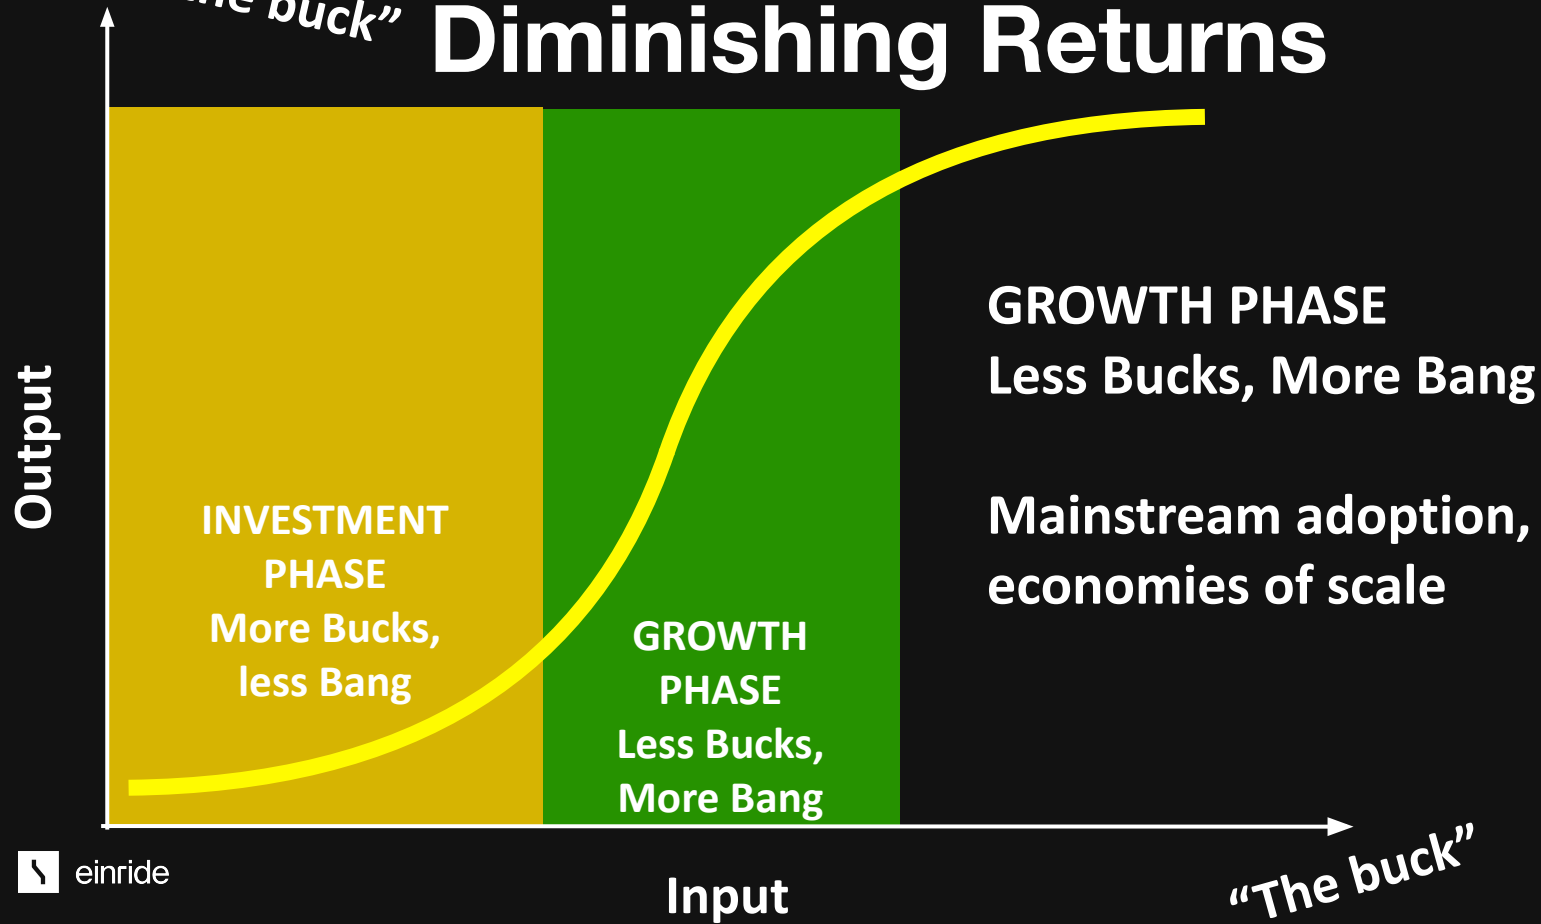 buck”
Diminishing Returns
Output
INVESTMENT
PHASE
More Bucks,
less Bang
GROWTH
PHASE
Less Bucks,
More Bang
GROWTH PHASE
Less Bucks, More Bang
Mainstream adoption,
economies of scale
einride
Input
“The buck”